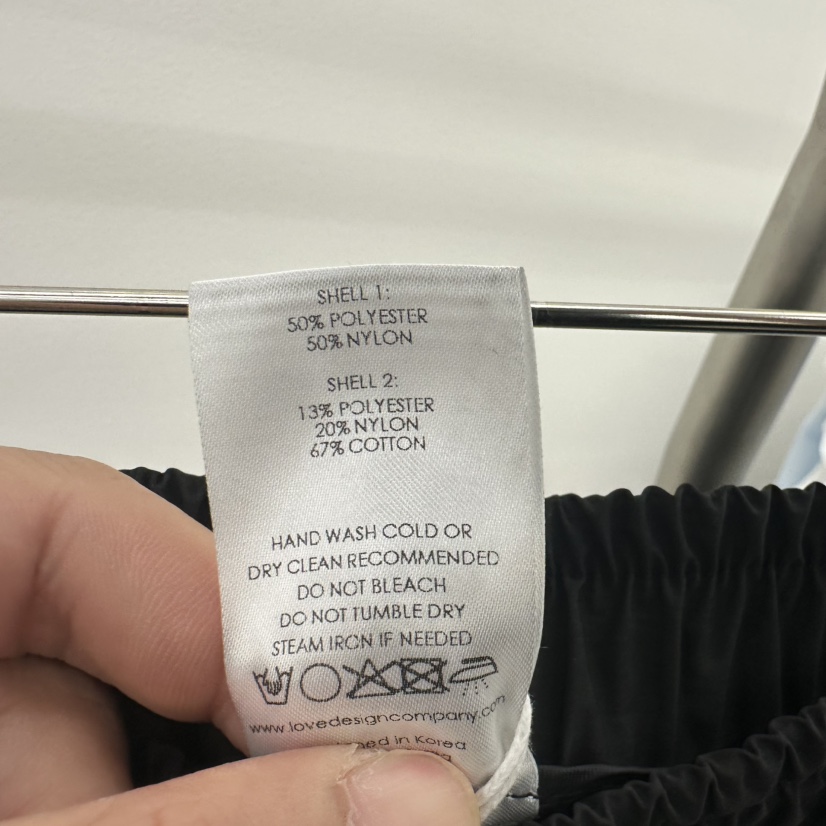 SHELL 1:
50% POLYESTER
50% NYLON
SHELL 2:
13% POLYESTER
20% NYLON
67% COTTON
HAND WASH COLD OR
DRY CLEAN RECOMMENDED
DO NOT BLEACH
DO NOT TUMBLE DRY
STEAM IRON IF NEEDED
www.lovedesigncompany.com
in Korea